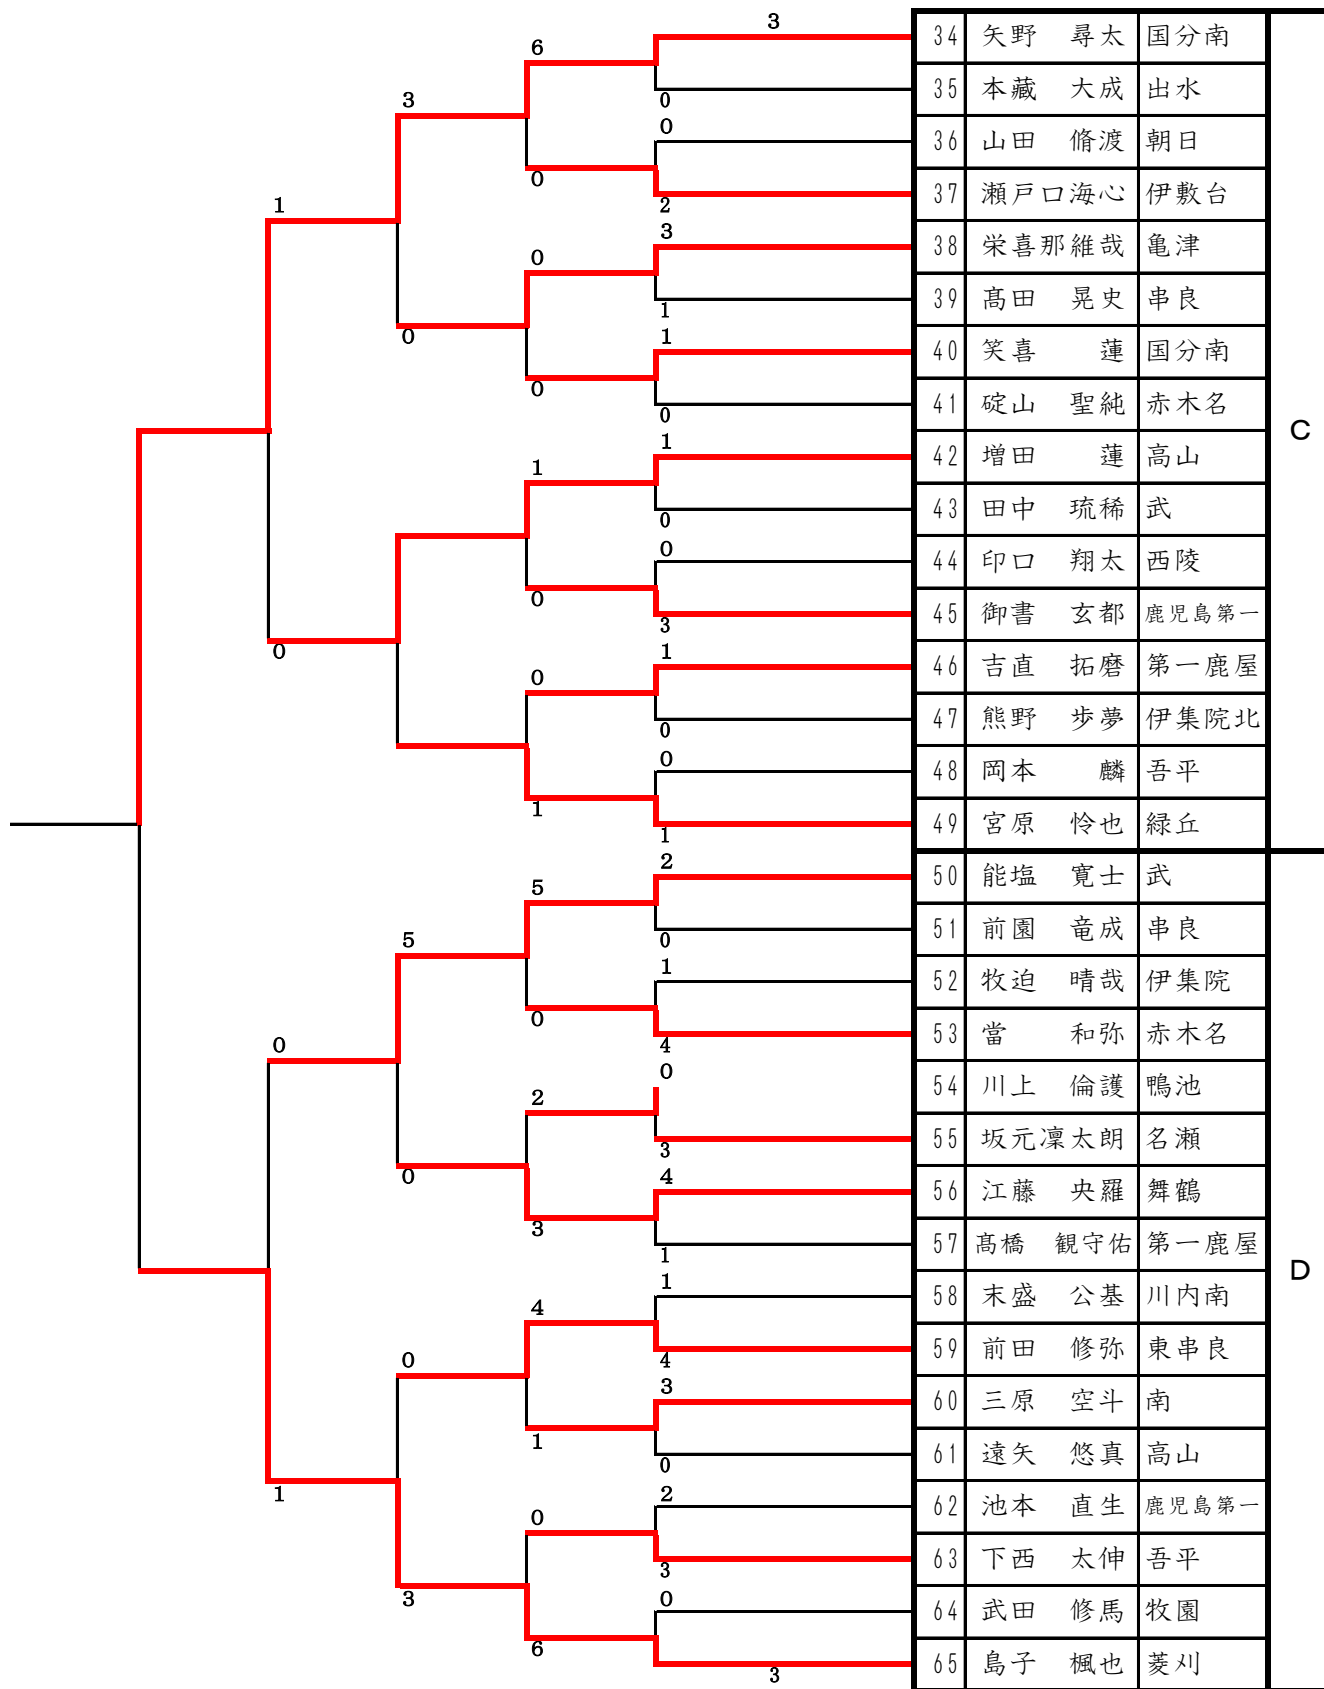 3
34 矢野 尋太 国分南
6
35 本藏 大成 出水
3
0
0
36 山田 脩渡 朝日
0
37 瀬戸口海心 伊敷台
1
2
3
38 栄喜那維哉 亀津
0
39 髙田 晃史 串良
1
0
1
40 笑喜 蓮 国分南
0
41 碇山 聖純 赤木名
0
C
1
42 増田 蓮 高山
1
43 田中 琉稀 武
0
0
44 印口 翔太 西陵
0
45 御書 玄都 鹿児島第一
3
0
1
46 吉直 拓磨 第一鹿屋
0
47 熊野 歩夢 伊集院北
0
0
48 岡本 麟 吾平
1
49 宮原 怜也 緑丘
1
2
50 能塩 寛士 武
5
51 前園 竜成 串良
5
0
1
52 牧迫 晴哉 伊集院
0
53 當 和弥 赤木名
0
4
0
54 川上 倫護 鴨池
2
55 坂元凜太朗 名瀬
3
0
4
56 江藤 央羅 舞鶴
3
57 髙橋 観守佑 第一鹿屋
1
D
1
58 末盛 公基 川内南
4
59 前田 修弥 東串良
0
4
3
60 三原 空斗 南
1
61 遠矢 悠真 高山
0
1
2
62 池本 直生 鹿児島第一
0
63 下西 太伸 吾平
3
3
0
64 武田 修馬 牧園
6
65 島子 楓也 菱刈
3